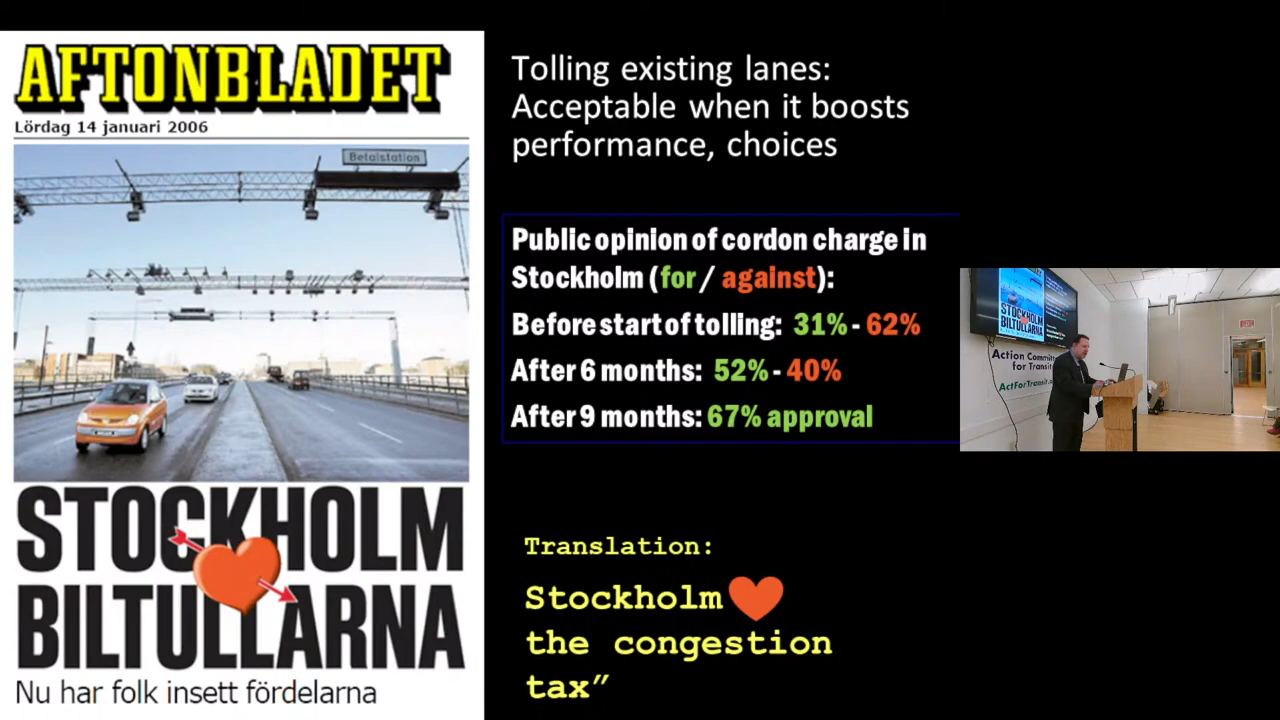 AFTONBLADET
Lördag 14 januari 2006
Betalstation
STOCKHOLM
BILTULLARNA
Nu har folk insett fördelarna
Tolling existing lanes:
Acceptable when it boosts
performance, choices
Public opinion of cordon charge in
Stockholm (for / against):
Before start of tolling: 31% - 62%
After 6 months: 52% - 40%
After 9 months: 67% approval
Translation:
Stockholm
the congestion
tax”
STOCKHOLM
BILTULLARNA
Action Committ
for Transit
ActForTransit.